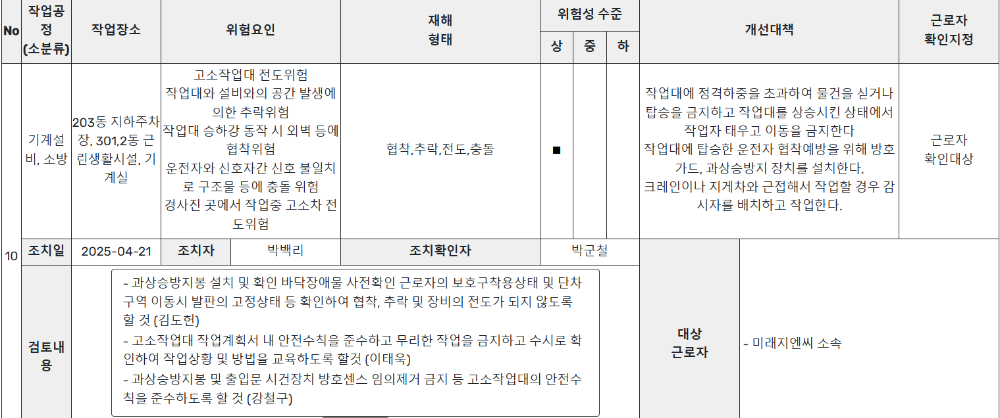 No
작업공
정
(소분류)
작업장소
위험요인
재해
형태
위험성 수준
상
중
하
개선대책
근로자
확인지정
10
기계설
비, 소방
203동 지하주차
장, 301,2동 근
린생활시설, 기
계실
고소작업대 전도위험
작업대와 설비와의 공간 발생에
의한 추락위험
작업대 승하강 동작 시 외벽 등에
협착위험
운전자와 신호자간 신호 불일치
로 구조물 등에 충돌 위험
경사진 곳에서 작업중 고소차 전
도위험
협착,추락,전도,충돌
■
작업대에 정격하중을 초과하여 물건을 싣거나
탑승을 금지하고 작업대를 상승시킨 상태에서
작업자 태우고 이동을 금지한다
작업대에 탑승한 운전자 협착예방을 위해 방호
가드, 과상승방지 장치를 설치한다.
크레인이나 지게차와 근접해서 작업할 경우 감
시자를 배치하고 작업한다.
근로자
확인대상
조치일
2025-04-21
조치자
박백리
조치확인자
박군철
검토내
용
- 과상승방지봉 설치 및 확인 바닥장애물 사전확인 근로자의 보호구착용상태 및 단차
구역 이동시 발판의 고정상태 등 확인하여 협착, 추락 및 장비의 전도가 되지 않도록
할 것 (김도헌)
- 고소작업대 작업계획서 내 안전수칙을 준수하고 무리한 작업을 금지하고 수시로 확
인하여 작업상황 및 방법을 교육하도록 할것 (이태욱)
- 과상승방지봉 및 출입문 시건장치 방호센스 임의제거 금지 등 고소작업대의 안전수
칙을 준수하도록 할 것 (강철구)
대상
근로자
- 미래지엔씨 소속